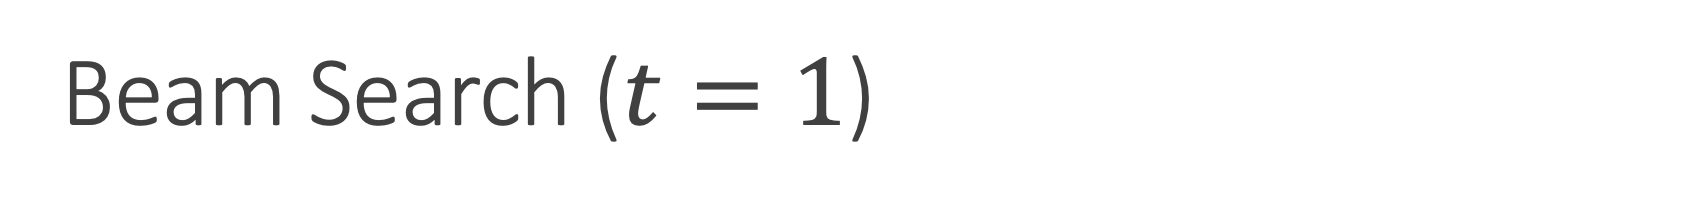 Beam Search (t = 1)